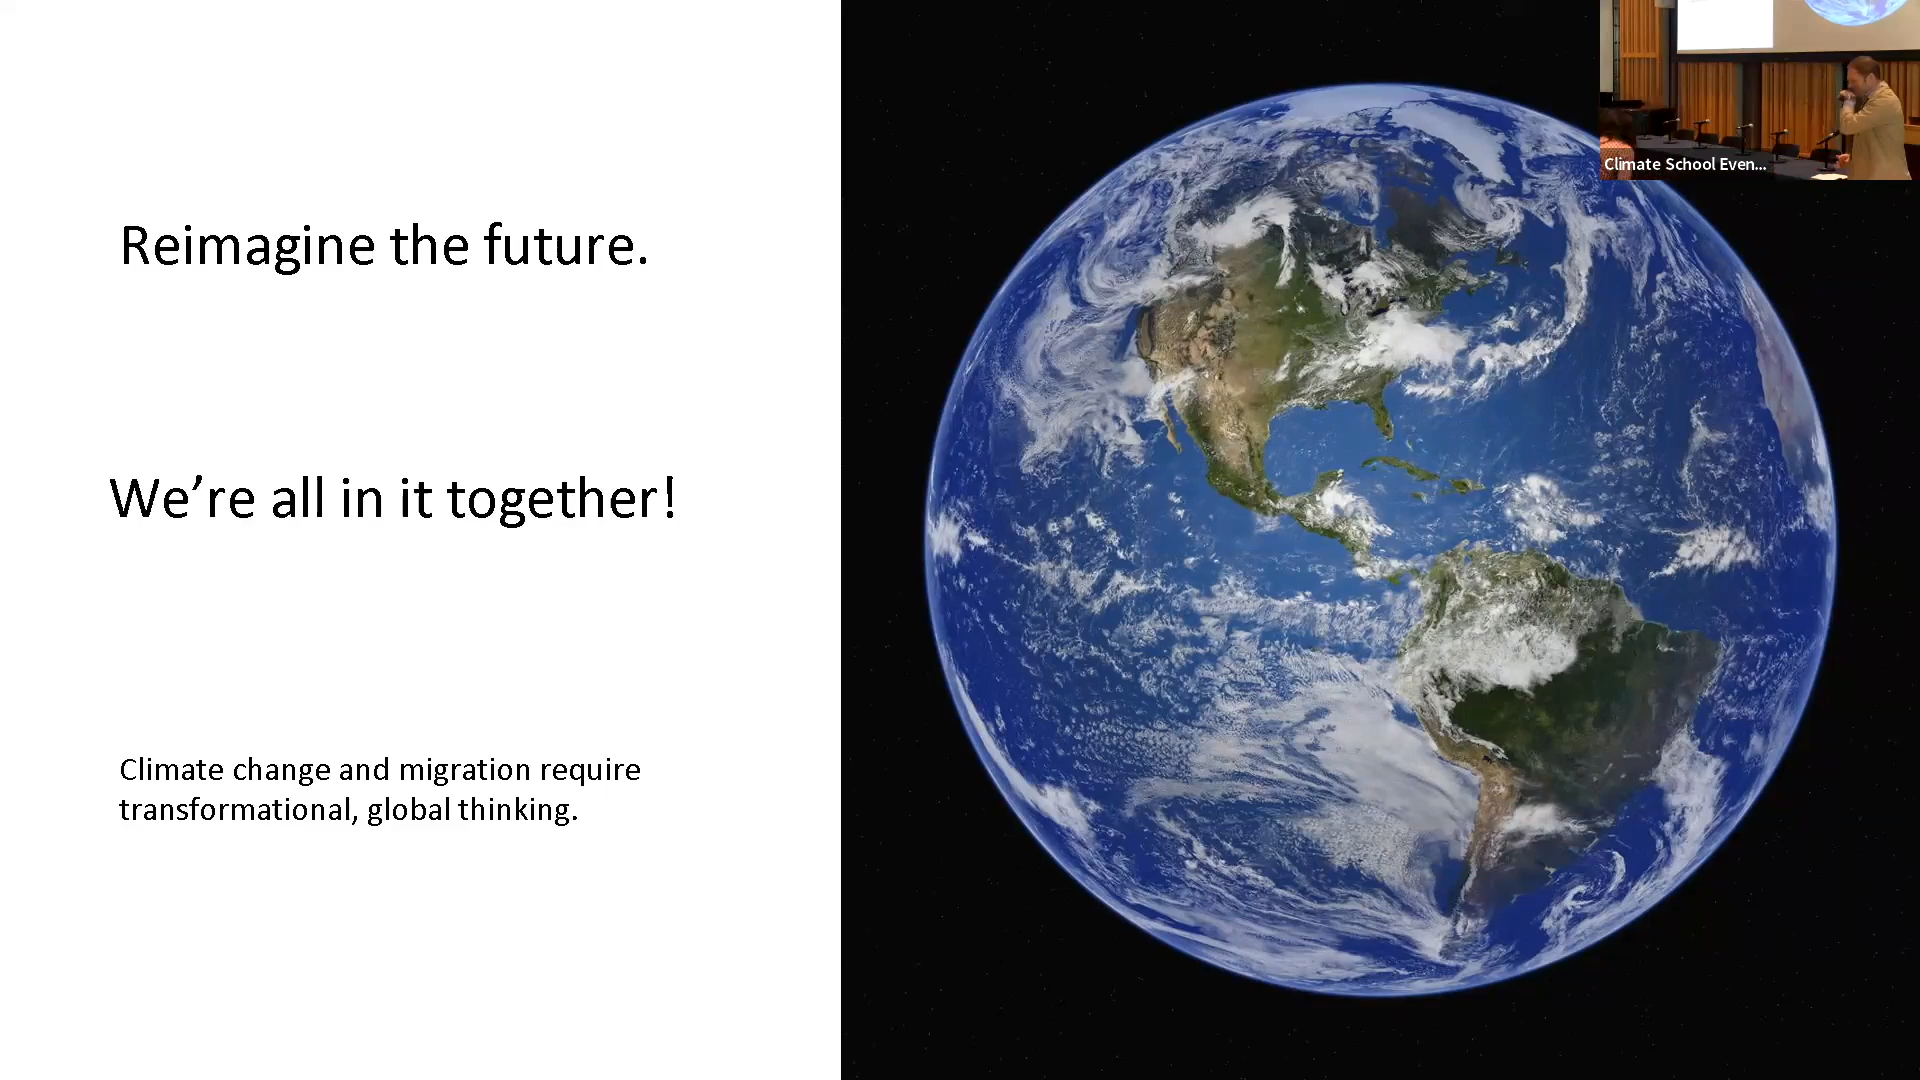 Reimagine the future.
We’re all in it together!
Climate change and migration require
transformational, global thinking.
Climate School Even...